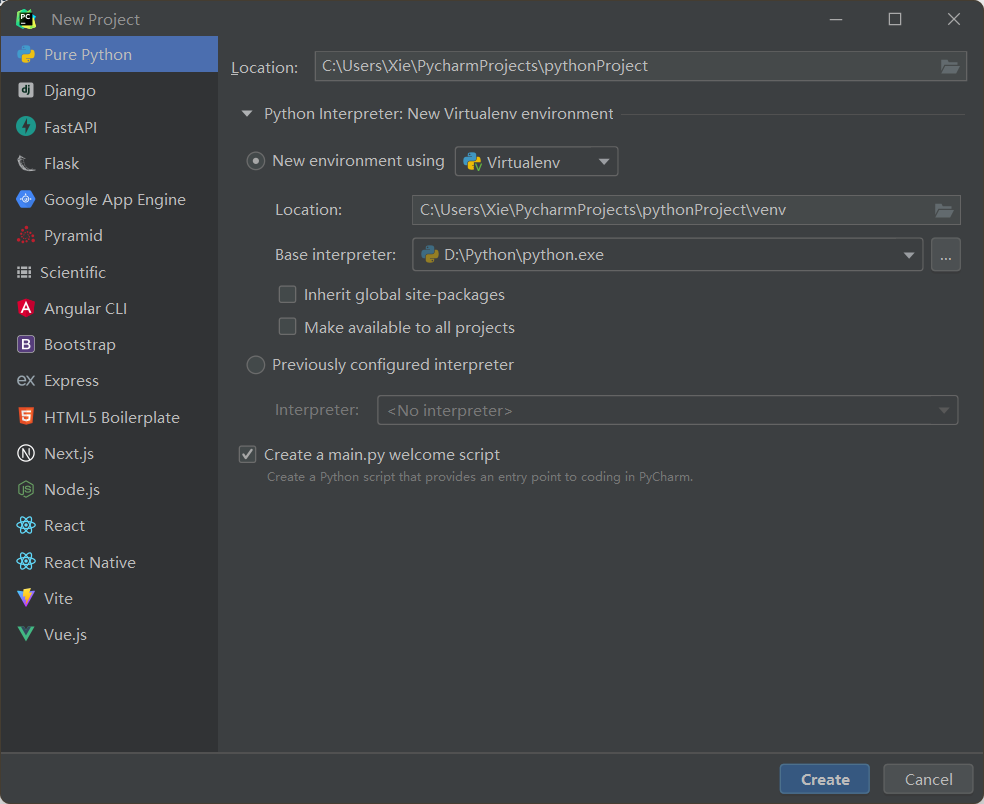 New Project
Pure Python
Django
FastAPI
Flask
Google App Engine
Pyramid
Scientific
Angular CLI
Bootstrap
Express
HTML5 Boilerplate
Next.js
Node.js
React
React Native
Vite
Vue.js
Location: C:\Users\Xie\PycharmProjects\pythonProject
Python Interpreter: New Virtualenv environment
New environment using Virtualenv
Location: C:\Users\Xie\PycharmProjects\pythonProject\venv
Base interpreter: D:\Python\python.exe ...
Inherit global site-packages
Make available to all projects
Previously configured interpreter
Interpreter: <No interpreter>
Create a main.py welcome script
Create a Python script that provides an entry point to coding in PyCharm.
Create Cancel